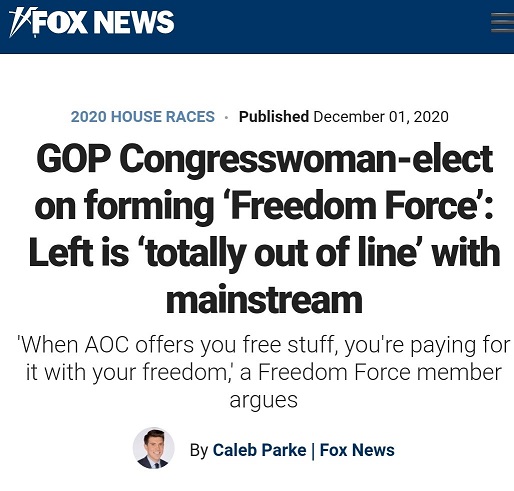 FOX NEWS
2020 HOUSE RACES · Published December 01, 2020
GOP Congresswoman-elect
on forming ‘Freedom Force’:
Left is ‘totally out of line’ with
mainstream
'When AOC offers you free stuff, you're paying for
it with your freedom,' a Freedom Force member
argues
By Caleb Parke | Fox News